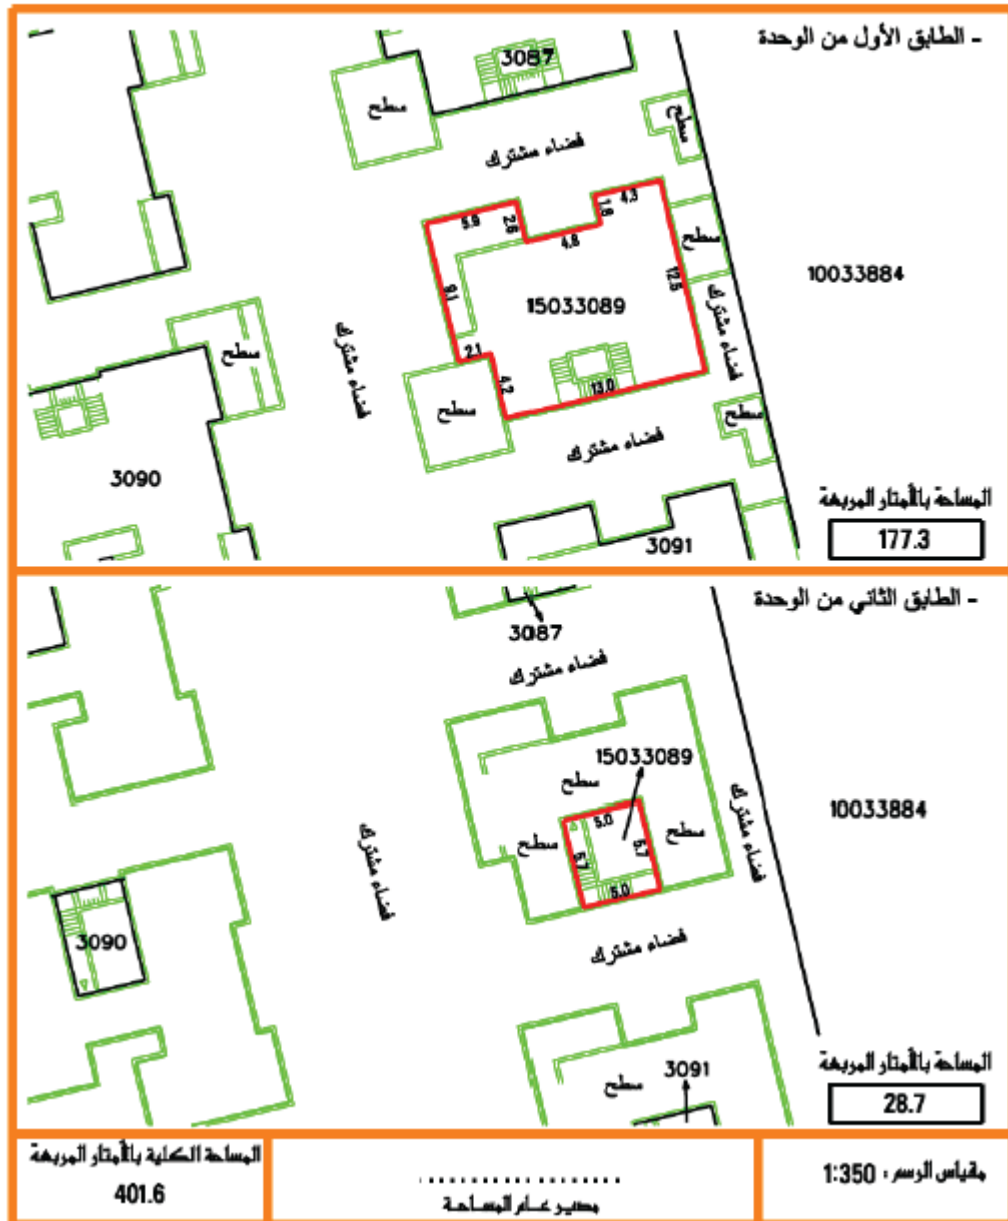 - الطابق الأول من الوحدة
3087
سطح
سطح
فضاء مشترك
5.9
2.6
4.8
1.8
4.3
سطح
10033884
9.1
15033089
12.5
فضاء مشترك
فضاء مشترك
سطح
2.1
4.2
13.0
سطح
سطح
فضاء مشترك
3090
3091
المساحة بالأمتار المربعة
177.3
- الطابق الثاني من الوحدة
3087
فضاء مشترك
15033089
سطح
5.0
10033884
فضاء مشترك
فضاء مشترك
سطح
5.7
5.7
سطح
5.0
3090
فضاء مشترك
المساحة بالأمتار المربعة
3091
سطح
28.7
مقياس الرسم : 1:350
مدير عام المساحة
المساحة الكلية بالأمتار المربعة
401.6